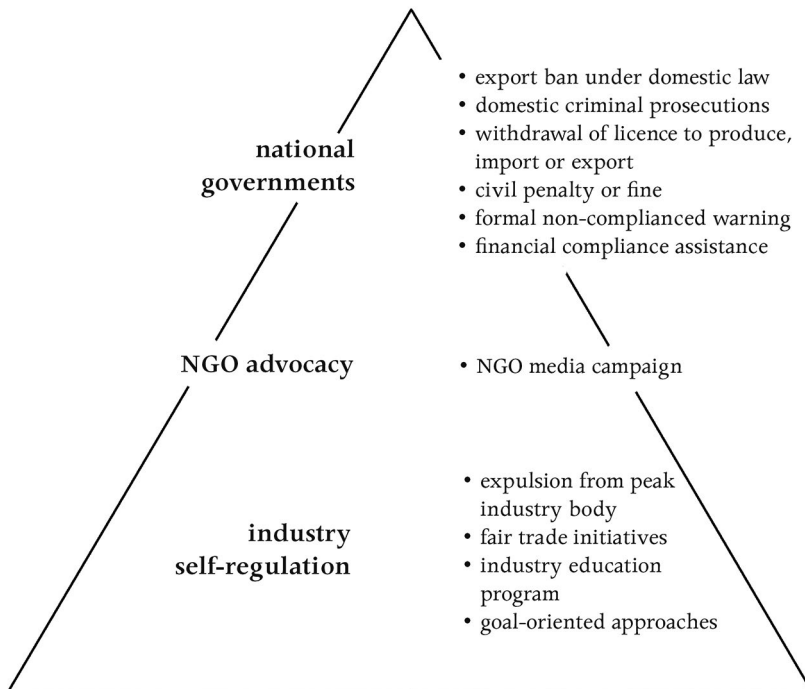 • export ban under domestic law
• domestic criminal prosecutions
• withdrawal of licence to produce,
import or export
• civil penalty or fine
• formal non-complianced warning
• financial compliance assistance
national
governments
NGO advocacy
• NGO media campaign
• expulsion from peak
industry body
• fair trade initiatives
• industry education
program
• goal-oriented approaches
industry
self-regulation